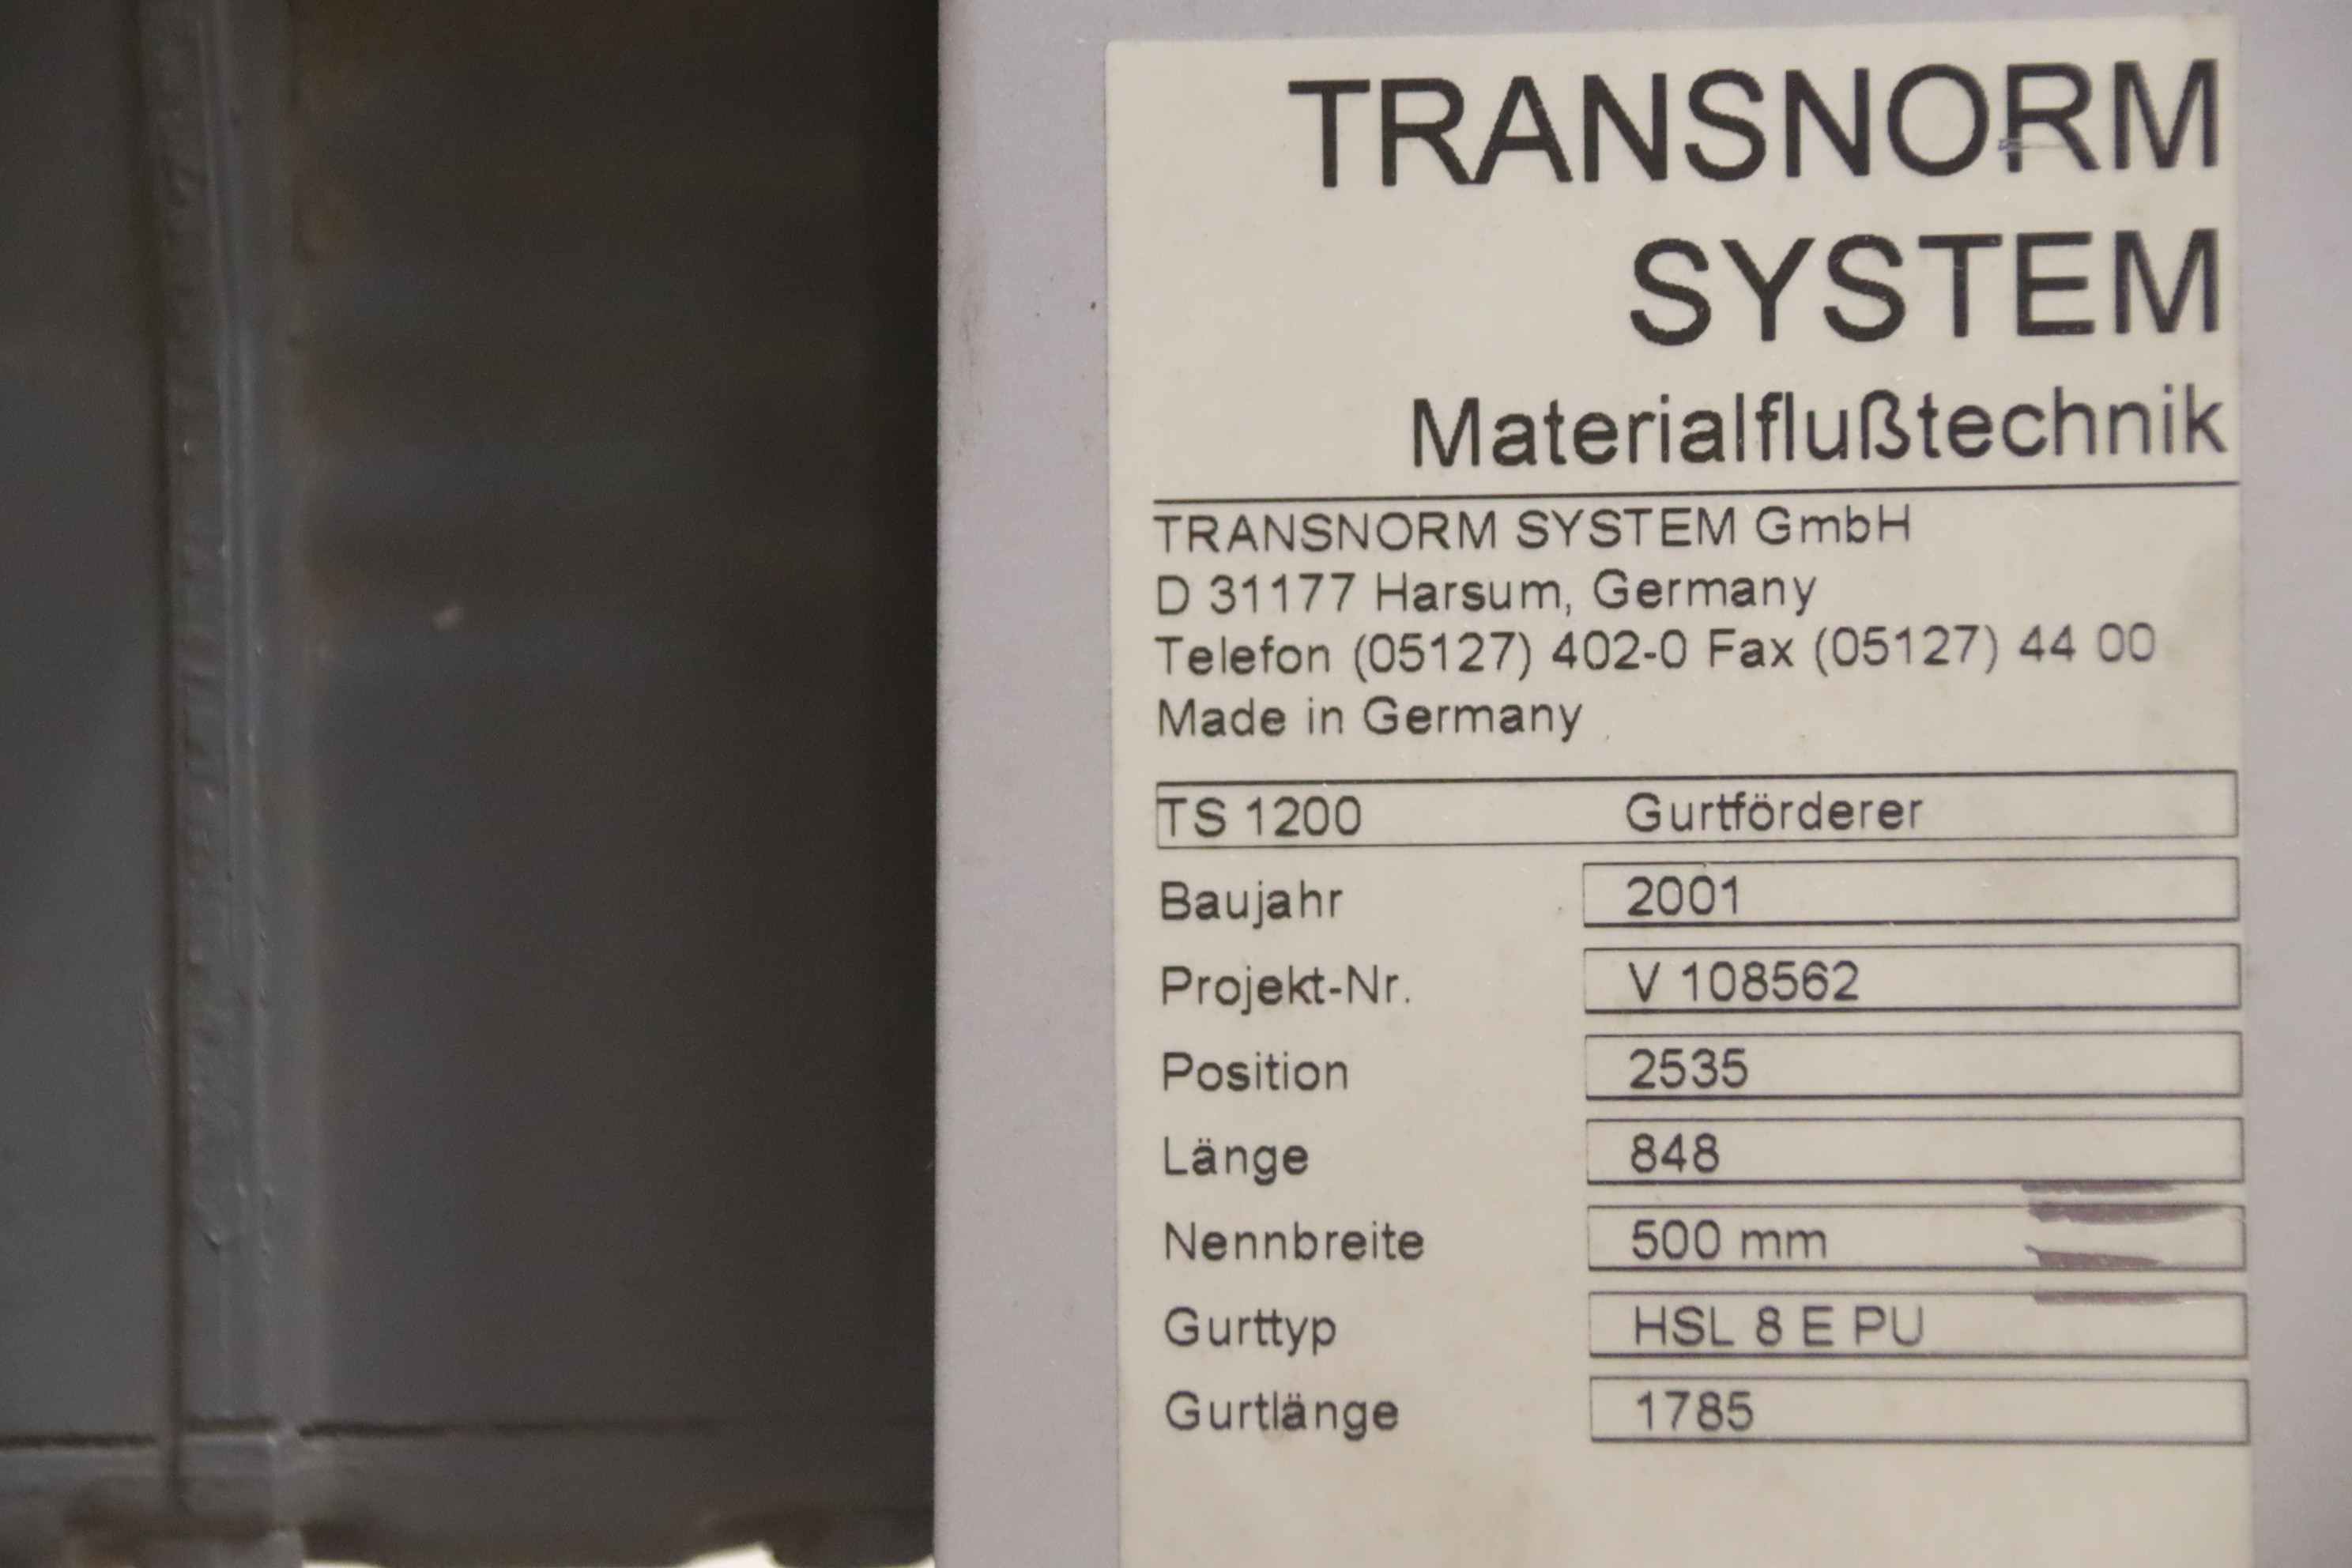 TRANSNORM
SYSTEM
Materialflußtechnik
TRANSNORM SYSTEM GmbH
D 31177 Harsum, Germany
Telefon (05127) 402-0 Fax (05127) 44 00
Made in Germany
TS 1200 Gurtförderer
Baujahr 2001
Projekt-Nr. V 108562
Position 2535
Länge 848
Nennbreite 500 mm
Gurttyp HSL 8 E PU
Gurtlänge 1785